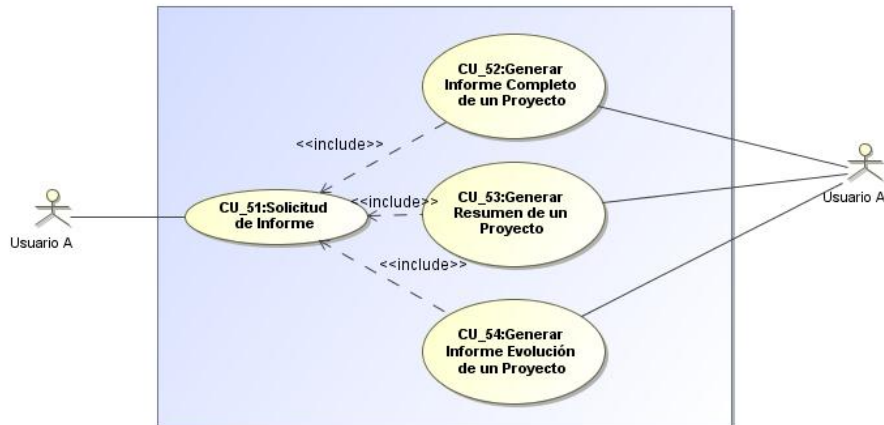 CU_52:Generar
Informe Completo
de un Proyecto
<<include>>
CU_51:Solicitud
de Informe
Usuario A
<<include>>
CU_53:Generar
Resumen de un
Proyecto
Usuario A
<<include>>
CU_54:Generar
Informe Evolución
de un Proyecto